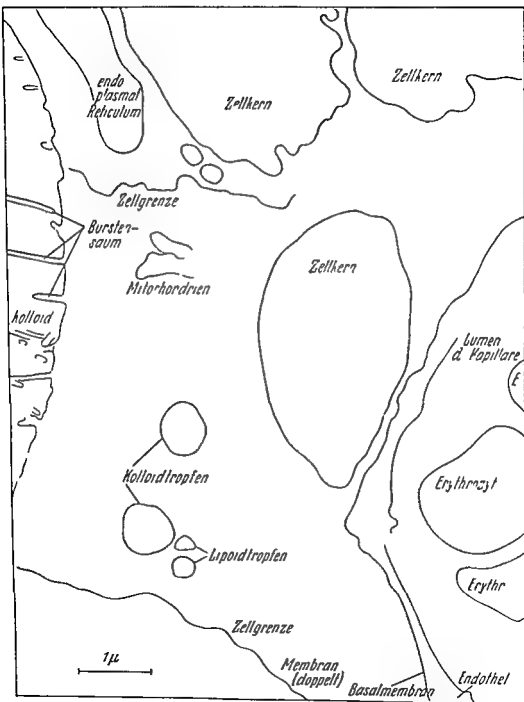 endo
plasmat
Reticulum
Zellkern
Zellkern
Zellgrenze
Bürsten-
saum
Zellkern
Mitochondrien
Kolloid
Lumen
d. Kapillare
E
Erythrozyt
Kolloidtropfen
Lipoidtropfen
Erythr
Zellgrenze
1μ
Membran
(doppelt)
Basalmembran
Endothel